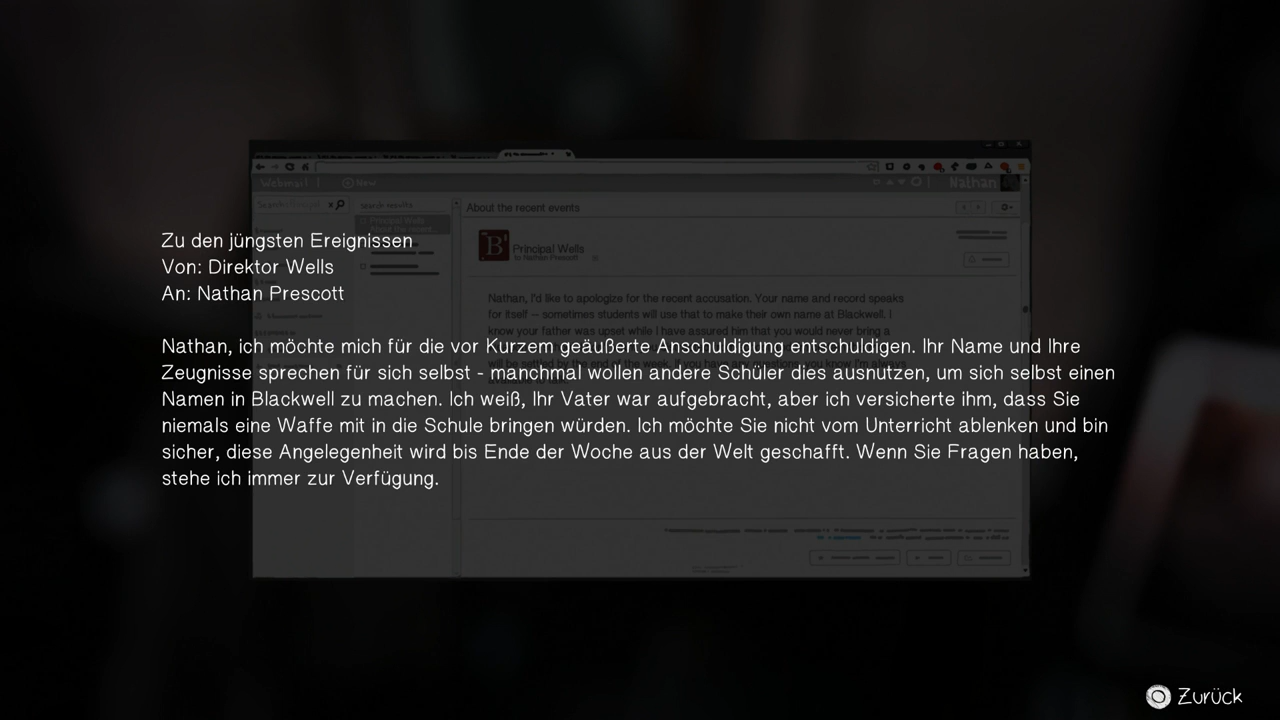 Webmail
New
Nathan
Search results
About the recent events
Principal Wells
Principal Wells
to Nathan Prescott
Nathan, I'd like to apologize for the recent accusation. Your name and record speaks
for itself -- sometimes students will use that to make their own name at Blackwell. I
know your father was upset while I have assured him that you would never bring a
Zu den jüngsten Ereignissen
Von: Direktor Wells
An: Nathan Prescott
Nathan, ich möchte mich für die vor Kurzem geäußerte Anschuldigung entschuldigen. Ihr Name und Ihre
Zeugnisse sprechen für sich selbst - manchmal wollen andere Schüler dies ausnutzen, um sich selbst einen
Namen in Blackwell zu machen. Ich weiß, Ihr Vater war aufgebracht, aber ich versicherte ihm, dass Sie
niemals eine Waffe mit in die Schule bringen würden. Ich möchte Sie nicht vom Unterricht ablenken und bin
sicher, diese Angelegenheit wird bis Ende der Woche aus der Welt geschafft. Wenn Sie Fragen haben,
stehe ich immer zur Verfügung.
Zurück